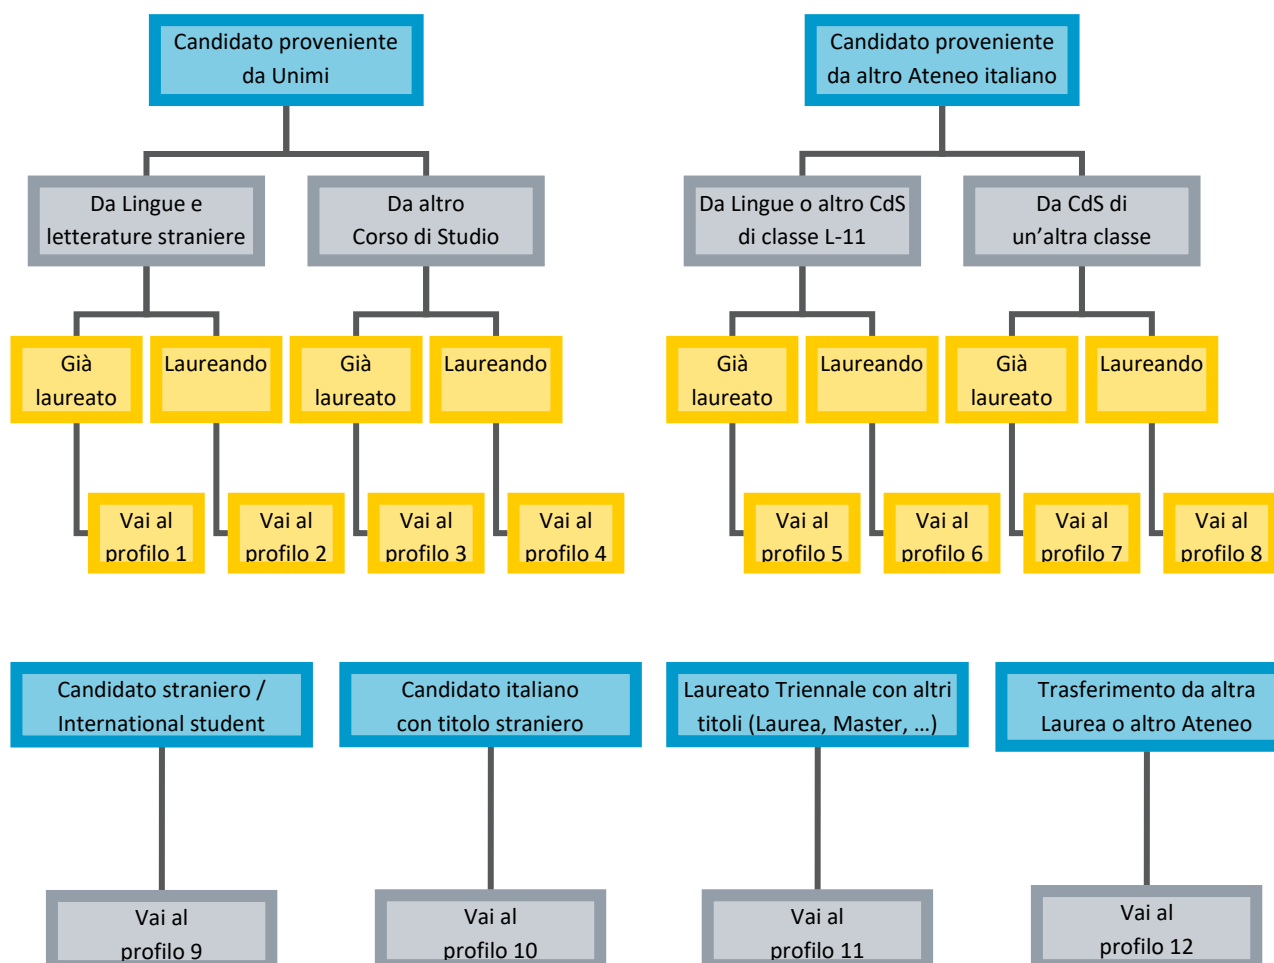 Candidato proveniente
da Unimi
Candidato proveniente
da altro Ateneo italiano
Da Lingue e
letterature straniere
Da altro
Corso di Studio
Da Lingue o altro CdS
di classe L-11
Da CdS di
un’altra classe
Già
laureato
Laureando
Già
laureato
Laureando
Già
laureato
Laureando
Già
laureato
Laureando
Vai al
profilo 1
Vai al
profilo 2
Vai al
profilo 3
Vai al
profilo 4
Vai al
profilo 5
Vai al
profilo 6
Vai al
profilo 7
Vai al
profilo 8
Candidato straniero /
International student
Candidato italiano
con titolo straniero
Laureato Triennale con altri
titoli (Laurea, Master, …)
Trasferimento da altra
Laurea o altro Ateneo
Vai al
profilo 9
Vai al
profilo 10
Vai al
profilo 11
Vai al
profilo 12